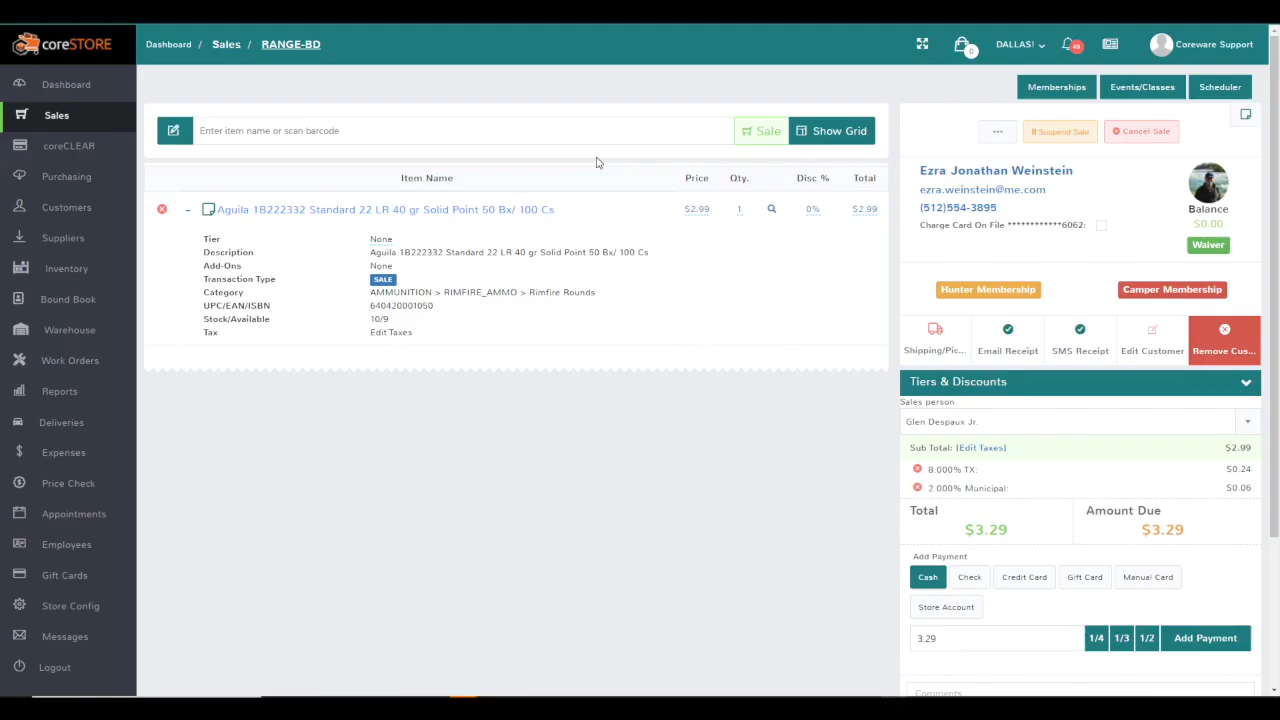 coreSTORE
Dashboard / Sales / RANGE-BD
0
DALLAS!
49
Coreware Support
Dashboard
Sales
coreCLEAR
Purchasing
Customers
Suppliers
Inventory
Bound Book
Warehouse
Work Orders
Reports
Deliveries
Expenses
Price Check
Appointments
Employees
Gift Cards
Store Config
Messages
Logout
Memberships
Events/Classes
Scheduler
Enter item name or scan barcode
Sale
Show Grid
Item Name Price Qty. Disc % Total
Aguila 1B222332 Standard 22 LR 40 gr Solid Point 50 Bx/ 100 Cs $2.99 1 0% $2.99
Tier None
Description Aguila 1B222332 Standard 22 LR 40 gr Solid Point 50 Bx/ 100 Cs
Add-Ons None
Transaction Type SALE
Category AMMUNITION > RIMFIRE_AMMO > Rimfire Rounds
UPC/EAN/ISBN 640420001050
Stock/Available 10/9
Tax Edit Taxes
... Suspend Sale Cancel Sale
Ezra Jonathan Weinstein
ezra.weinstein@me.com
(512)554-3895
Charge Card On File ************6062:
Balance
$0.00
Waiver
Hunter Membership
Camper Membership
Shipping/Pic...
Email Receipt
SMS Receipt
Edit Customer
Remove Cus...
Tiers & Discounts
Sales person
Glen Despaux Jr.
Sub Total: [Edit Taxes] $2.99
8.000% TX: $0.24
2.000% Municipal: $0.06
Total
$3.29
Amount Due
$3.29
Add Payment
Cash
Check
Credit Card
Gift Card
Manual Card
Store Account
3.29
1/4
1/3
1/2
Add Payment
Comments